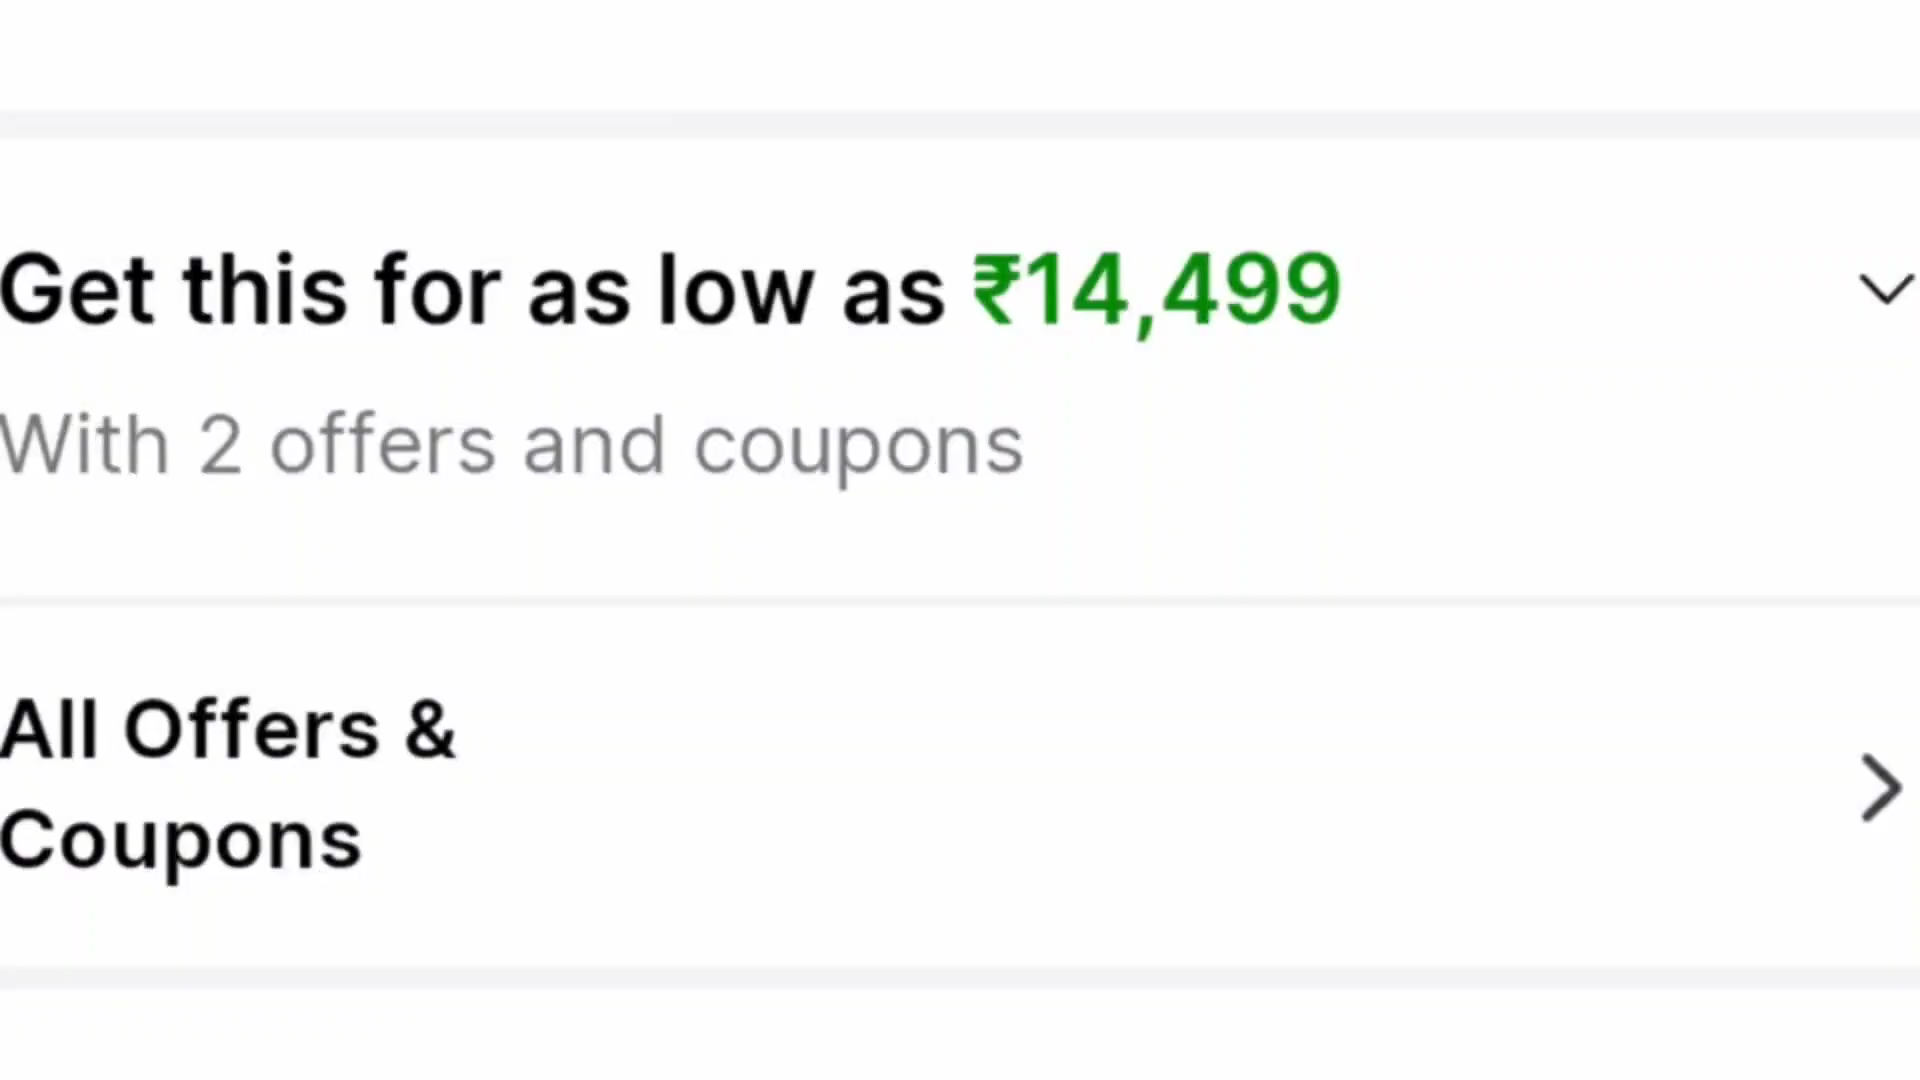 Get this for as low as ₹14,499
With 2 offers and coupons
All Offers &
Coupons